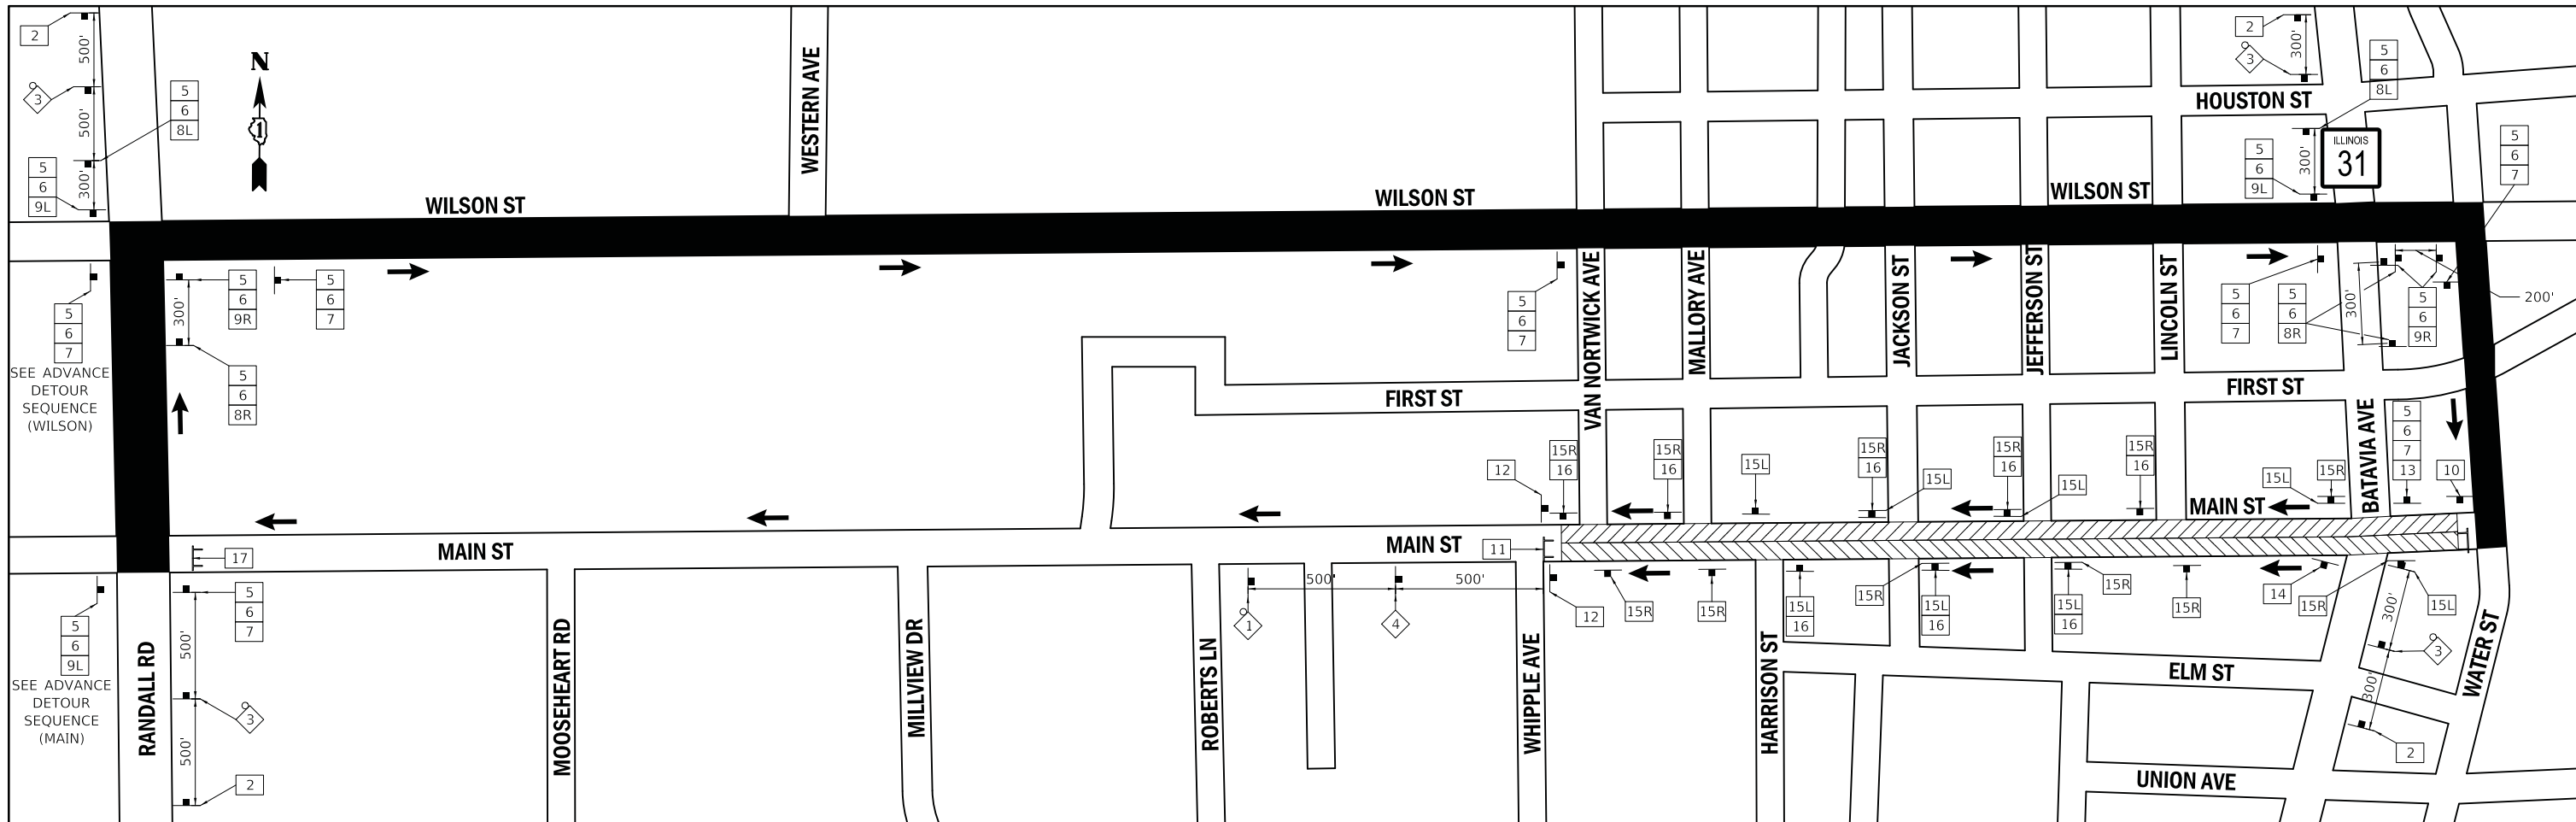 2
500'
3
500'
5
6
8L
5
6
9L
300'
N
1
WESTERN AVE
2
300'
3
5
6
8L
HOUSTON ST
ILLINOIS
31
5
6
9L
300'
5
6
7
WILSON ST
WILSON ST
WILSON ST
5
6
7
SEE ADVANCE
DETOUR
SEQUENCE
(WILSON)
300'
5
6
9R
5
6
7
5
6
8R
5
6
7
VAN NORTWICK AVE
MALLORY AVE
JACKSON ST
JEFFERSON ST
LINCOLN ST
5
6
7
5
6
8R
300'
5
6
9R
200'
FIRST ST
FIRST ST
BATAVIA AVE
12
15R
16
15R
16
15L
15R
16
15L
15R
16
15L
15R
16
15L
15R
5
6
7
13
10
MAIN ST
MAIN ST
MAIN ST
17
11
5
6
9L
SEE ADVANCE
DETOUR
SEQUENCE
(MAIN)
RANDALL RD
5
6
7
500'
3
500'
2
MOOSEHEART RD
MILLVIEW DR
ROBERTS LN
1
500'
4
500'
WHIPPLE AVE
12
15R
15R
HARRISON ST
15L
16
15R
15L
16
15L
16
15R
15R
14
15R
15L
300'
3
300'
2
WATER ST
ELM ST
UNION AVE